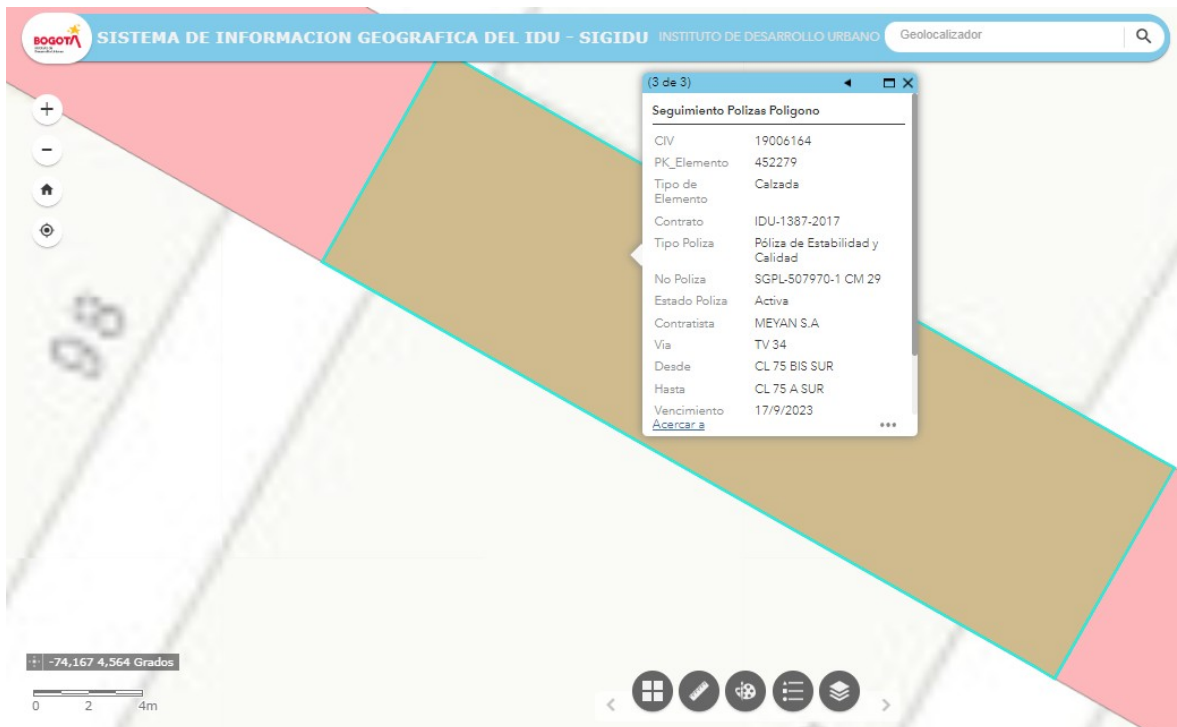 BOGOTÁ
SISTEMA DE INFORMACION GEOGRAFICA DEL IDU - SIGIDU INSTITUTO DE DESARROLLO URBANO
Geolocalizador
(3 de 3)
Seguimiento Polizas Poligono
CIV 19006164
PK_Elemento 452279
Tipo de Elemento Calzada
Contrato IDU-1387-2017
Tipo Poliza Póliza de Estabilidad y Calidad
No Poliza SGPL-507970-1 CM 29
Estado Poliza Activa
Contratista MEYAN S.A
Via TV 34
Desde CL 75 BIS SUR
Hasta CL 75 A SUR
Vencimiento 17/9/2023
Acercar a
98
-74,167 4,564 Grados
0 2 4m